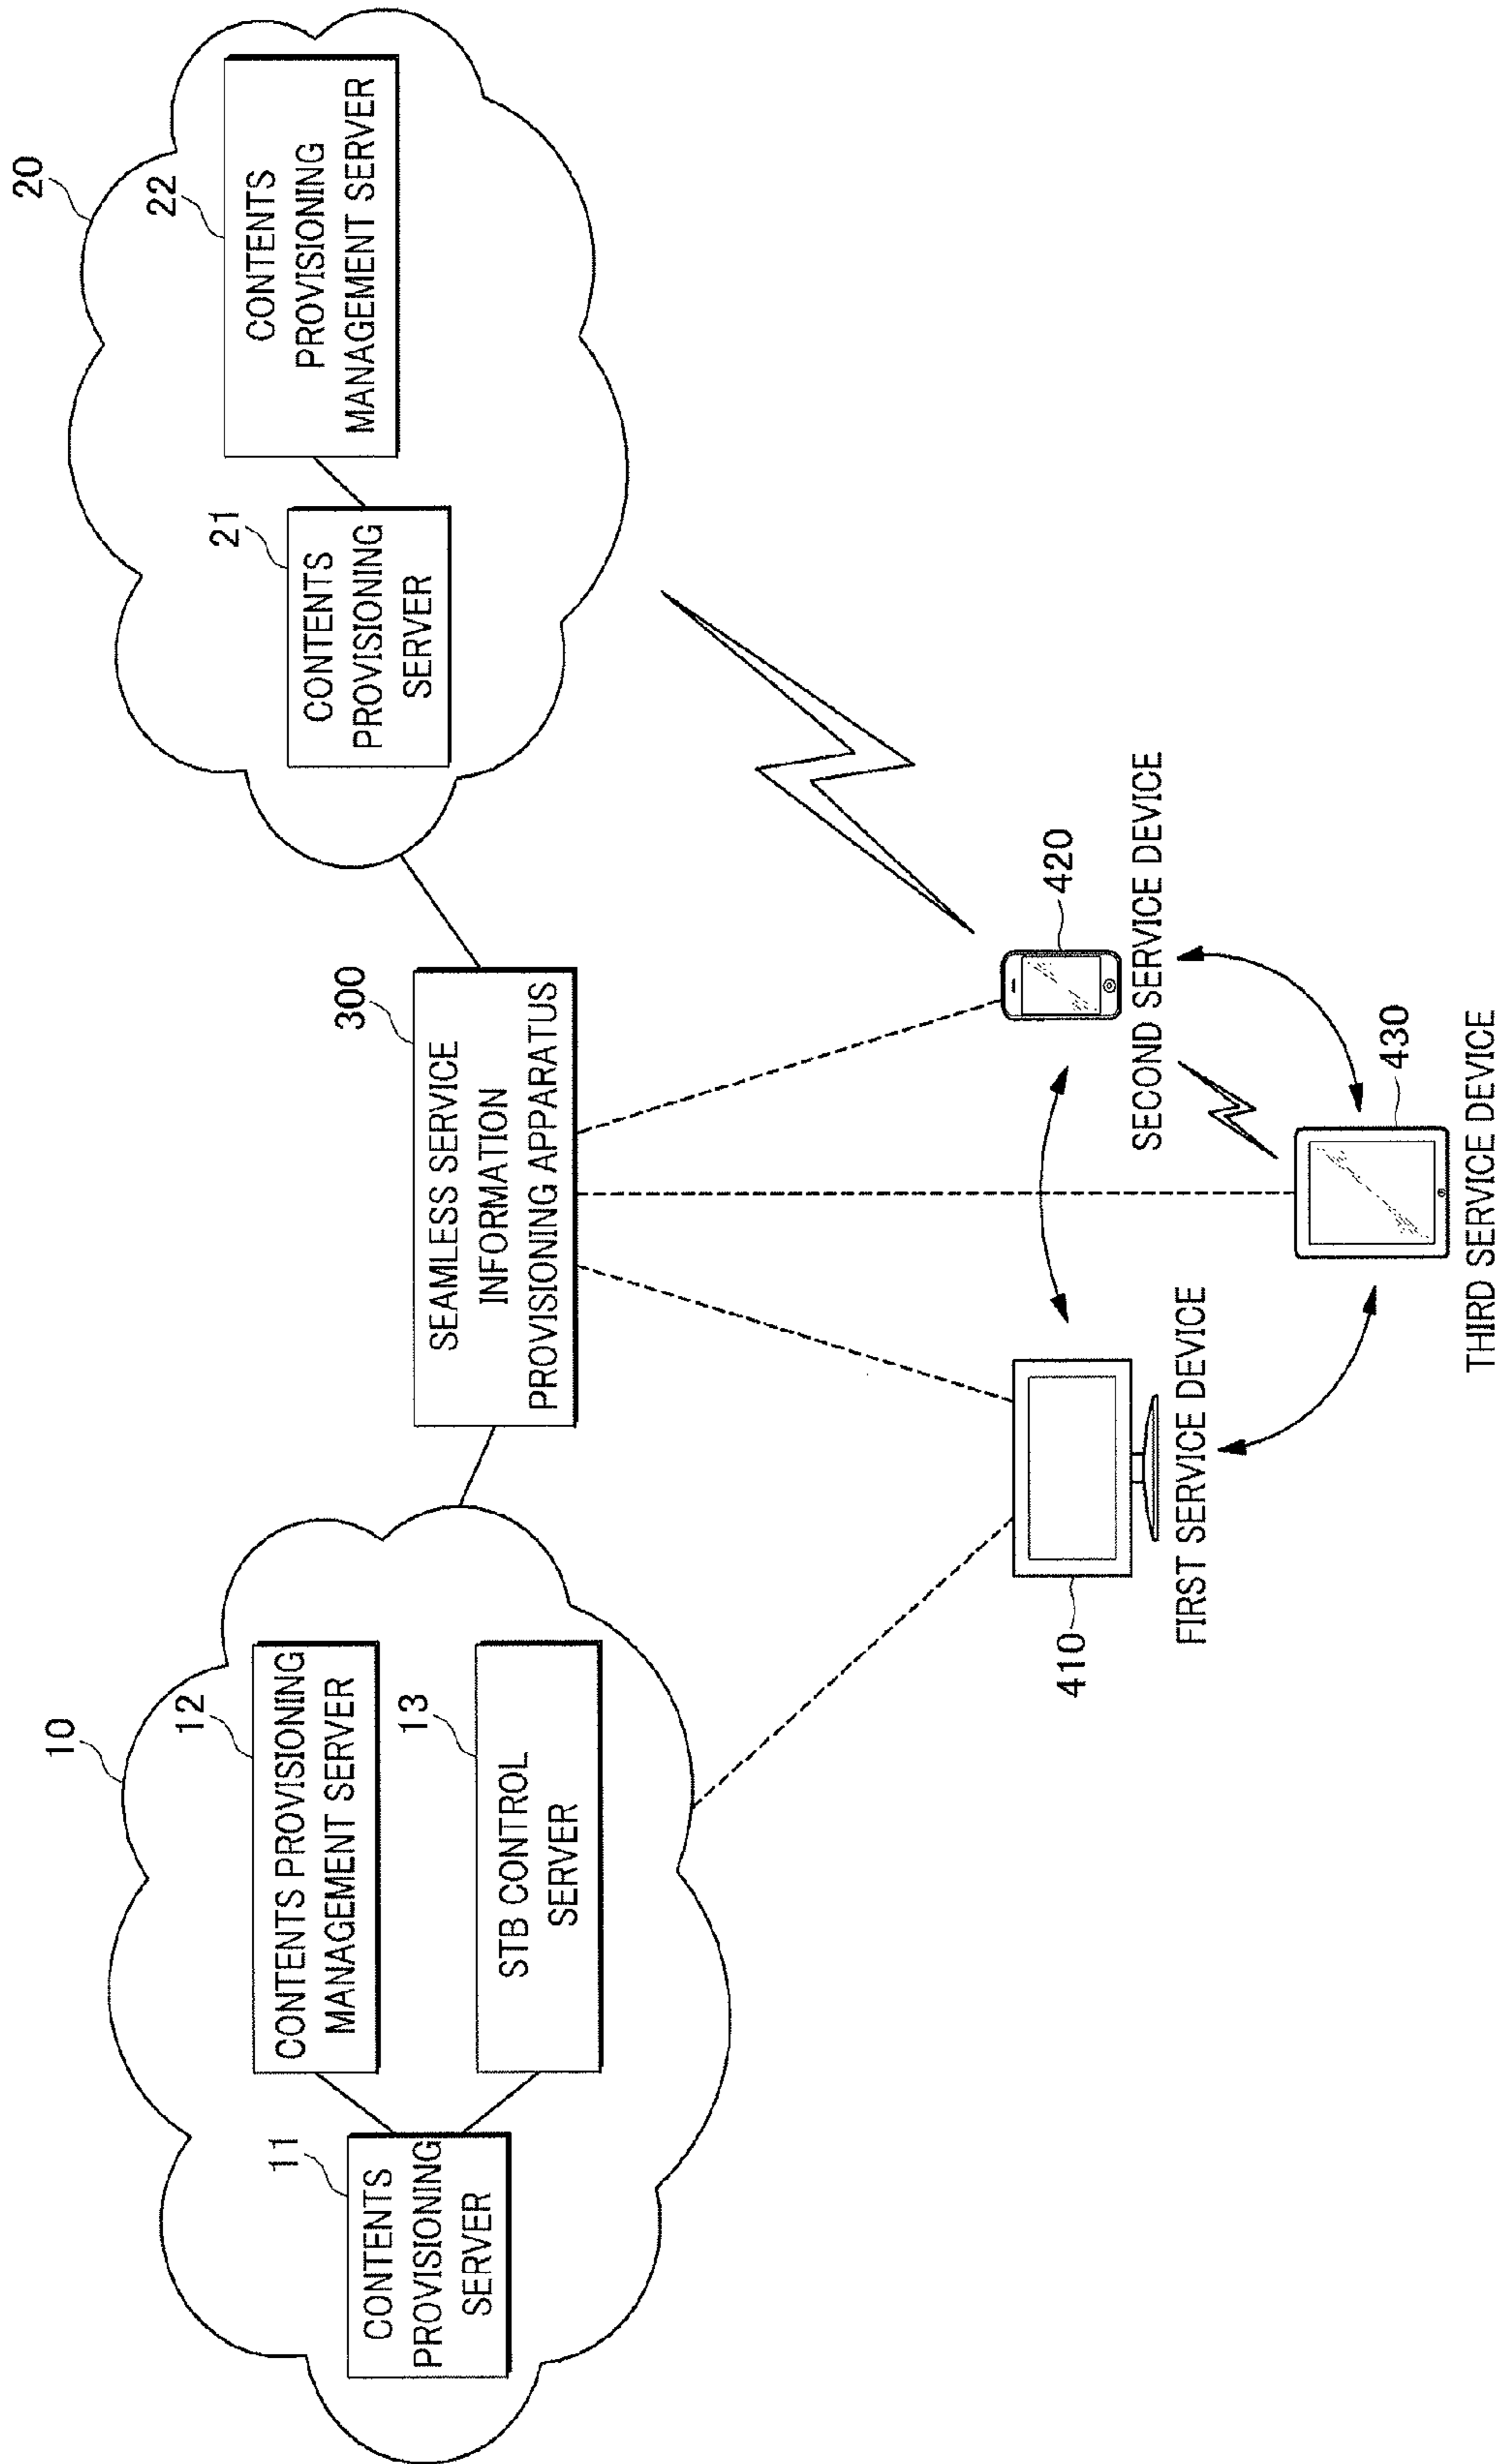 10
12
CONTENTS PROVISIONING
MANAGEMENT SERVER
11
CONTENTS
PROVISIONING
SERVER
13
STB CONTROL
SERVER
300
SEAMLESS SERVICE
INFORMATION
PROVISIONING APPARATUS
20
22
CONTENTS
PROVISIONING
MANAGEMENT SERVER
21
CONTENTS
PROVISIONING
SERVER
410
FIRST SERVICE DEVICE
420
SECOND SERVICE DEVICE
430
THIRD SERVICE DEVICE